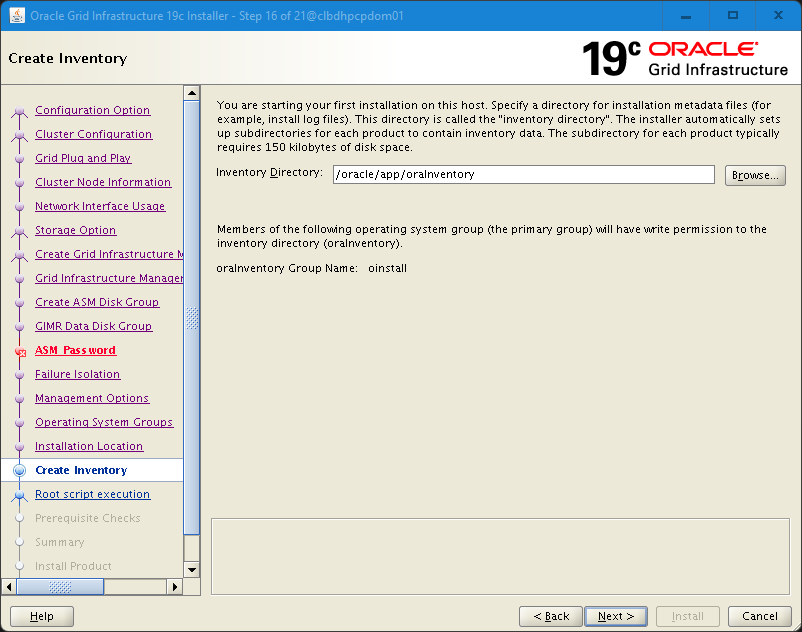 Oracle Grid Infrastructure 19c Installer - Step 16 of 21@clbdhpcpdom01
Create Inventory
19c ORACLE
Grid Infrastructure
Configuration Option
Cluster Configuration
Grid Plug and Play
Cluster Node Information
Network Interface Usage
Storage Option
Create Grid Infrastructure M
Grid Infrastructure Manager
Create ASM Disk Group
GIMR Data Disk Group
ASM Password
Failure Isolation
Management Options
Operating System Groups
Installation Location
Create Inventory
Root script execution
Prerequisite Checks
Summary
Install Product
You are starting your first installation on this host. Specify a directory for installation metadata files (for
example, install log files). This directory is called the "inventory directory". The installer automatically sets
up subdirectories for each product to contain inventory data. The subdirectory for each product typically
requires 150 kilobytes of disk space.
Inventory Directory: /oracle/app/oraInventory Browse...
Members of the following operating system group (the primary group) will have write permission to the
inventory directory (oraInventory).
oraInventory Group Name: oinstall
Help < Back Next > Install Cancel